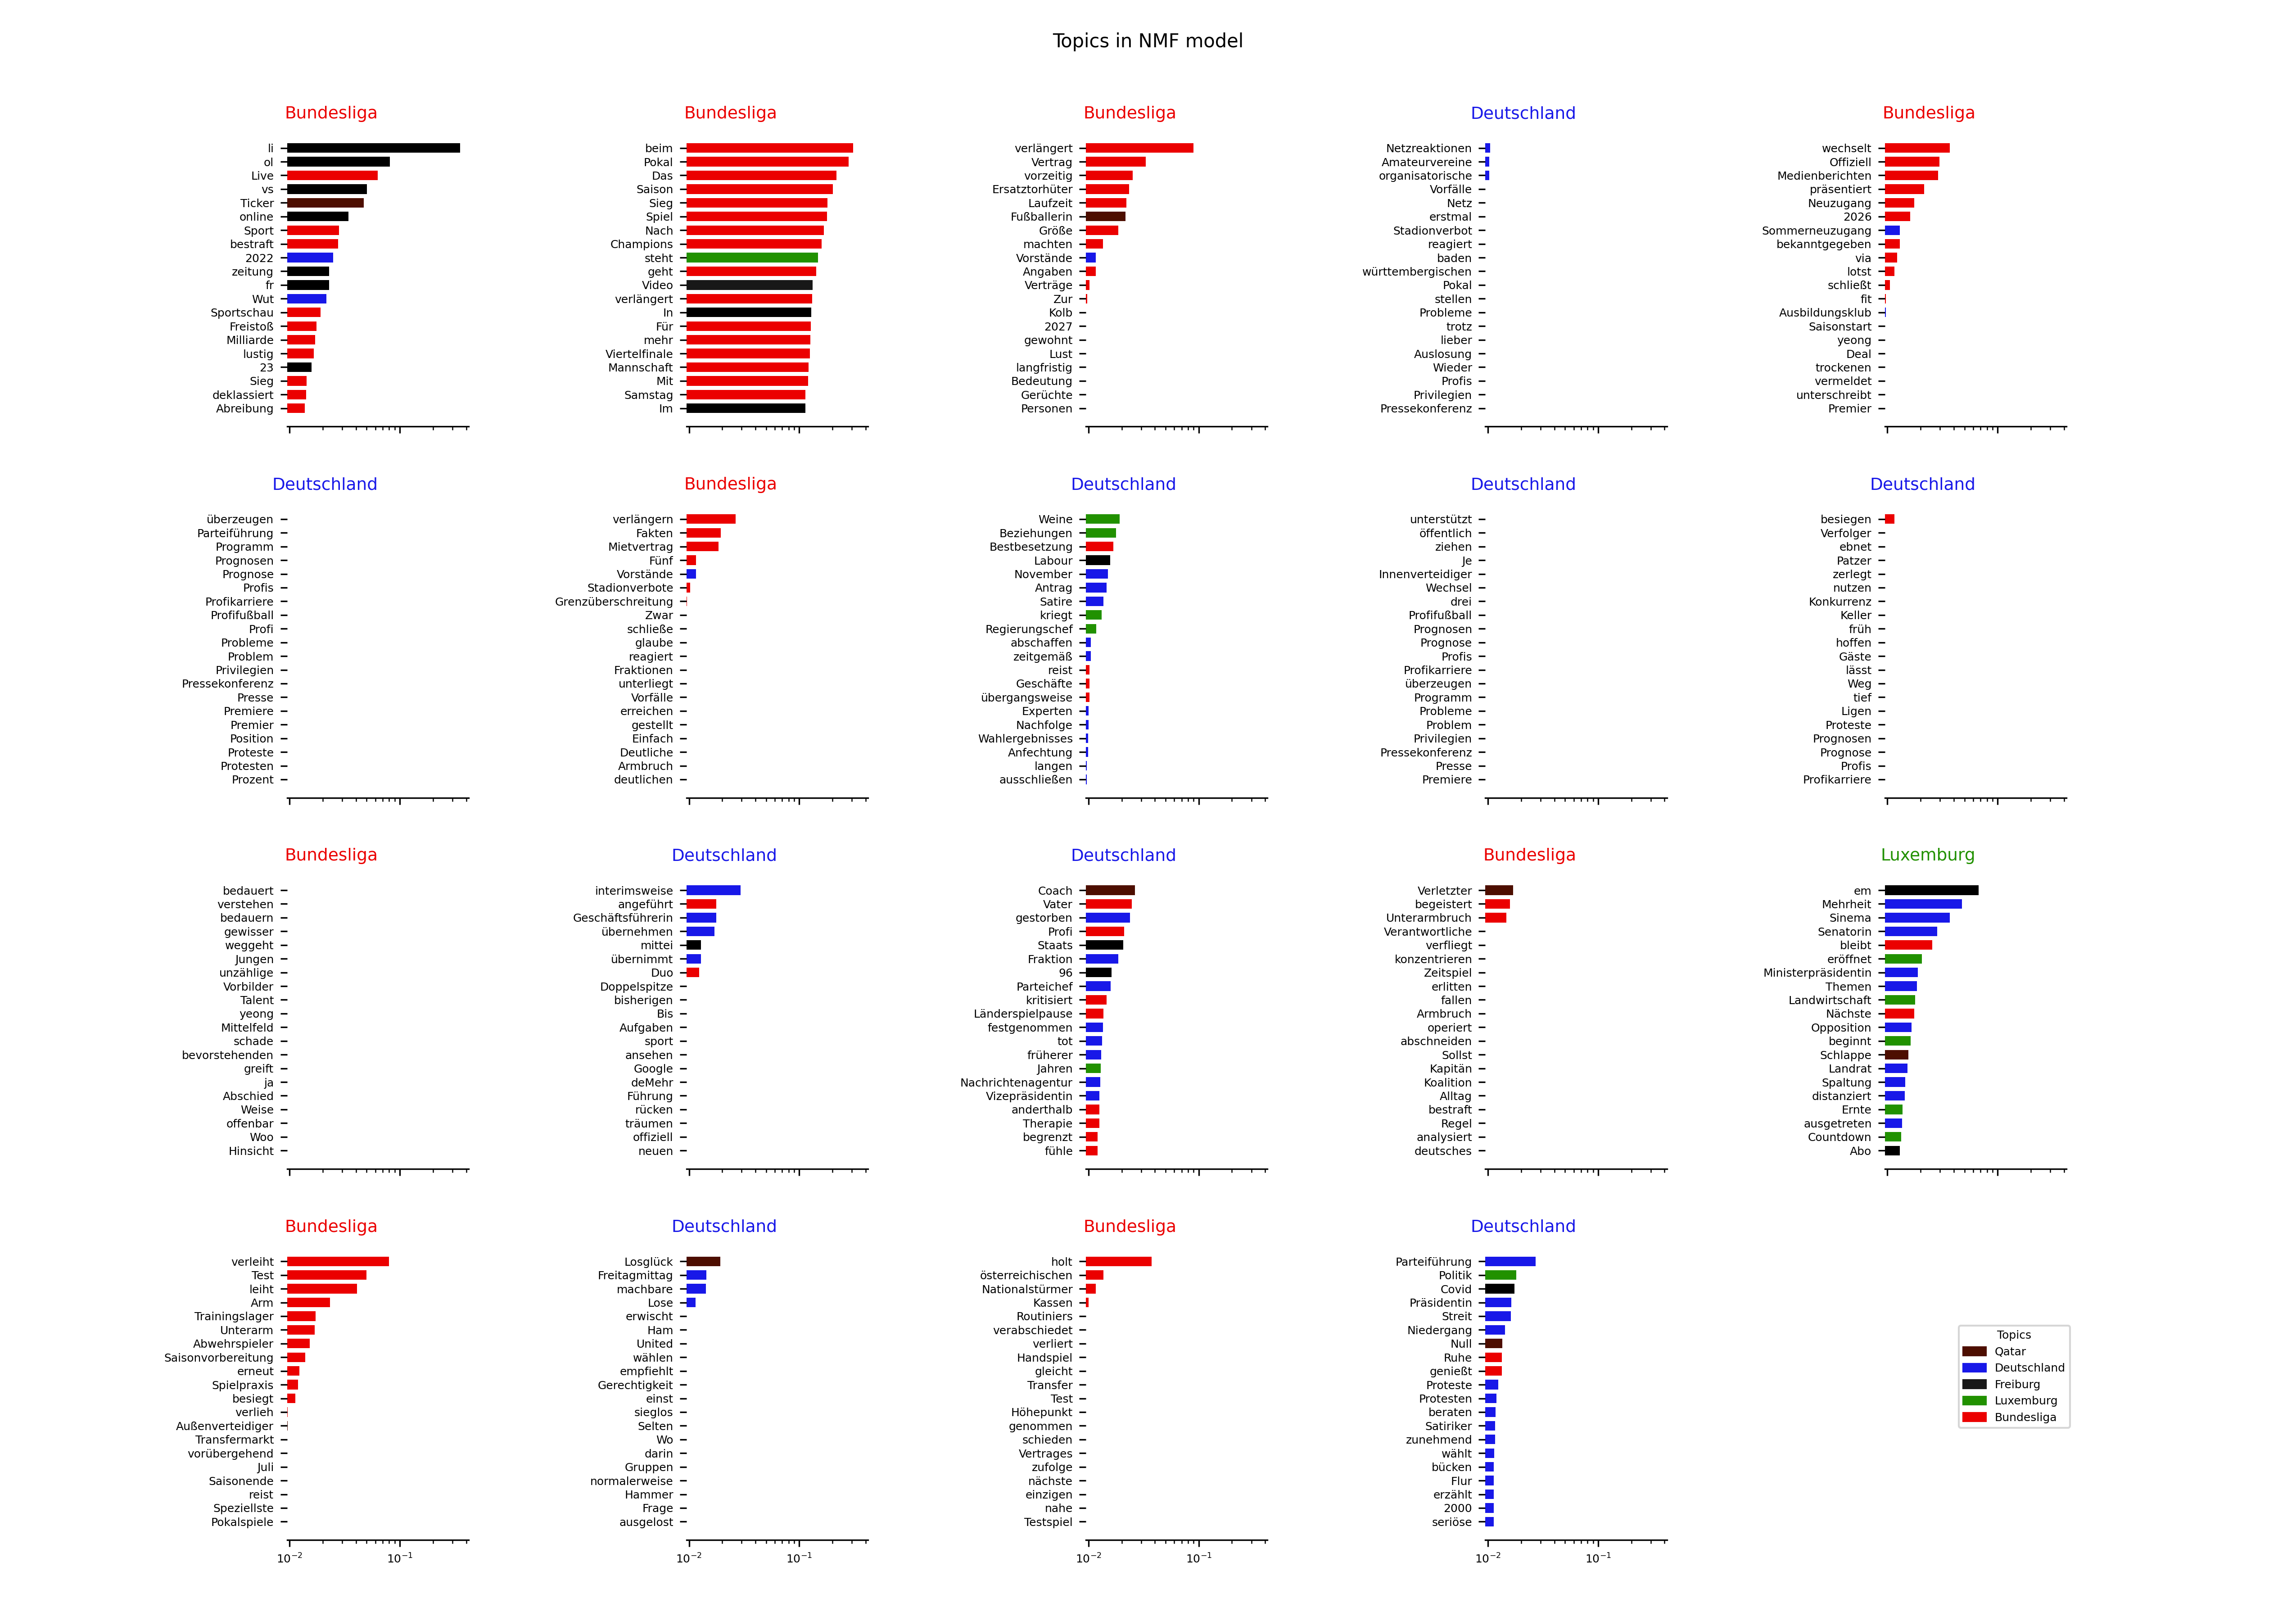 Topics in NMF model
Bundesliga
li
ol
Live
vs
Ticker
online
Sport
bestraft
2022
zeitung
fr
Wut
Sportschau
Freistoß
Milliarde
lustig
23
Sieg
deklassiert
Abreibung
Bundesliga
beim
Pokal
Das
Saison
Sieg
Spiel
Nach
Champions
steht
geht
Video
verlängert
In
Für
mehr
Viertelfinale
Mannschaft
Mit
Samstag
Im
Bundesliga
verlängert
Vertrag
vorzeitig
Ersatztorhüter
Laufzeit
Fußballerin
Größe
machten
Vorstände
Angaben
Verträge
Zur
Kolb
2027
gewohnt
Lust
langfristig
Bedeutung
Gerüchte
Personen
Deutschland
Netzreaktionen
Amateurvereine
organisatorische
Vorfälle
Netz
erstmal
Stadionverbot
reagiert
baden
württembergischen
Pokal
stellen
Probleme
trotz
lieber
Auslosung
Wieder
Profis
Privilegien
Pressekonferenz
Bundesliga
wechselt
Offiziell
Medienberichten
präsentiert
Neuzugang
2026
Sommerneuzugang
bekanntgegeben
via
lotst
schließt
fit
Ausbildungsklub
Saisonstart
yeong
Deal
trockenen
vermeldet
unterschreibt
Premier
Deutschland
überzeugen
Parteiführung
Programm
Prognosen
Prognose
Profis
Profikarriere
Profifußball
Profi
Probleme
Problem
Privilegien
Pressekonferenz
Presse
Premiere
Premier
Position
Proteste
Protesten
Prozent
Bundesliga
verlängern
Fakten
Mietvertrag
Fünf
Vorstände
Stadionverbote
Grenzüberschreitung
Zwar
schließe
glaube
reagiert
Fraktionen
unterliegt
Vorfälle
erreichen
gestellt
Einfach
Deutliche
Armbruch
deutlichen
Deutschland
Weine
Beziehungen
Bestbesetzung
Labour
November
Antrag
Satire
kriegt
Regierungschef
abschaffen
zeitgemäß
reist
Geschäfte
übergangsweise
Experten
Nachfolge
Wahlergebnisses
Anfechtung
langen
ausschließen
Deutschland
unterstützt
öffentlich
ziehen
Je
Innenverteidiger
Wechsel
drei
Profifußball
Prognosen
Prognose
Profis
Profikarriere
überzeugen
Programm
Probleme
Problem
Privilegien
Pressekonferenz
Presse
Premiere
Deutschland
besiegen
Verfolger
ebnet
Patzer
zerlegt
nutzen
Konkurrenz
Keller
früh
hoffen
Gäste
lässt
Weg
tief
Ligen
Proteste
Prognosen
Prognose
Profis
Profikarriere
Bundesliga
bedauert
verstehen
bedauern
gewisser
weggeht
Jungen
unzählige
Vorbilder
Talent
yeong
Mittelfeld
schade
bevorstehenden
greift
ja
Abschied
Weise
offenbar
Woo
Hinsicht
Deutschland
interimsweise
angeführt
Geschäftsführerin
übernehmen
mittei
übernimmt
Duo
Doppelspitze
bisherigen
Bis
Aufgaben
sport
ansehen
Google
deMehr
Führung
rücken
träumen
offiziell
neuen
Deutschland
Coach
Vater
gestorben
Profi
Staats
Fraktion
96
Parteichef
kritisiert
Länderspielpause
festgenommen
tot
früherer
Jahren
Nachrichtenagentur
Vizepräsidentin
anderthalb
Therapie
begrenzt
fühle
Bundesliga
Verletzter
begeistert
Unterarmbruch
Verantwortliche
verfliegt
konzentrieren
Zeitspiel
erlitten
fallen
Armbruch
operiert
abschneiden
Sollst
Kapitän
Koalition
Alltag
bestraft
Regel
analysiert
deutsches
Luxemburg
em
Mehrheit
Sinema
Senatorin
bleibt
eröffnet
Ministerpräsidentin
Themen
Landwirtschaft
Nächste
Opposition
beginnt
Schlappe
Landrat
Spaltung
distanziert
Ernte
ausgetreten
Countdown
Abo
Bundesliga
verleiht
Test
leiht
Arm
Trainingslager
Unterarm
Abwehrspieler
Saisonvorbereitung
erneut
Spielpraxis
besiegt
verlieh
Außenverteidiger
Transfermarkt
vorübergehend
Juli
Saisonende
reist
Speziellste
Pokalspiele
10⁻² 10⁻¹
Deutschland
Losglück
Freitagmittag
machbare
Lose
erwischt
Ham
United
wählen
empfiehlt
Gerechtigkeit
einst
sieglos
Selten
Wo
darin
Gruppen
normalerweise
Hammer
Frage
ausgelost
10⁻² 10⁻¹
Bundesliga
holt
österreichischen
Nationalstürmer
Kassen
Routiniers
verabschiedet
verliert
Handspiel
gleicht
Transfer
Test
Höhepunkt
genommen
schieden
Vertrages
zufolge
nächste
einzigen
nahe
Testspiel
10⁻² 10⁻¹
Deutschland
Parteiführung
Politik
Covid
Präsidentin
Streit
Niedergang
Null
Ruhe
genießt
Proteste
Protesten
beraten
Satiriker
zunehmend
wählt
bücken
Flur
erzählt
2000
seriöse
10⁻² 10⁻¹
Topics
Qatar
Deutschland
Freiburg
Luxemburg
Bundesliga